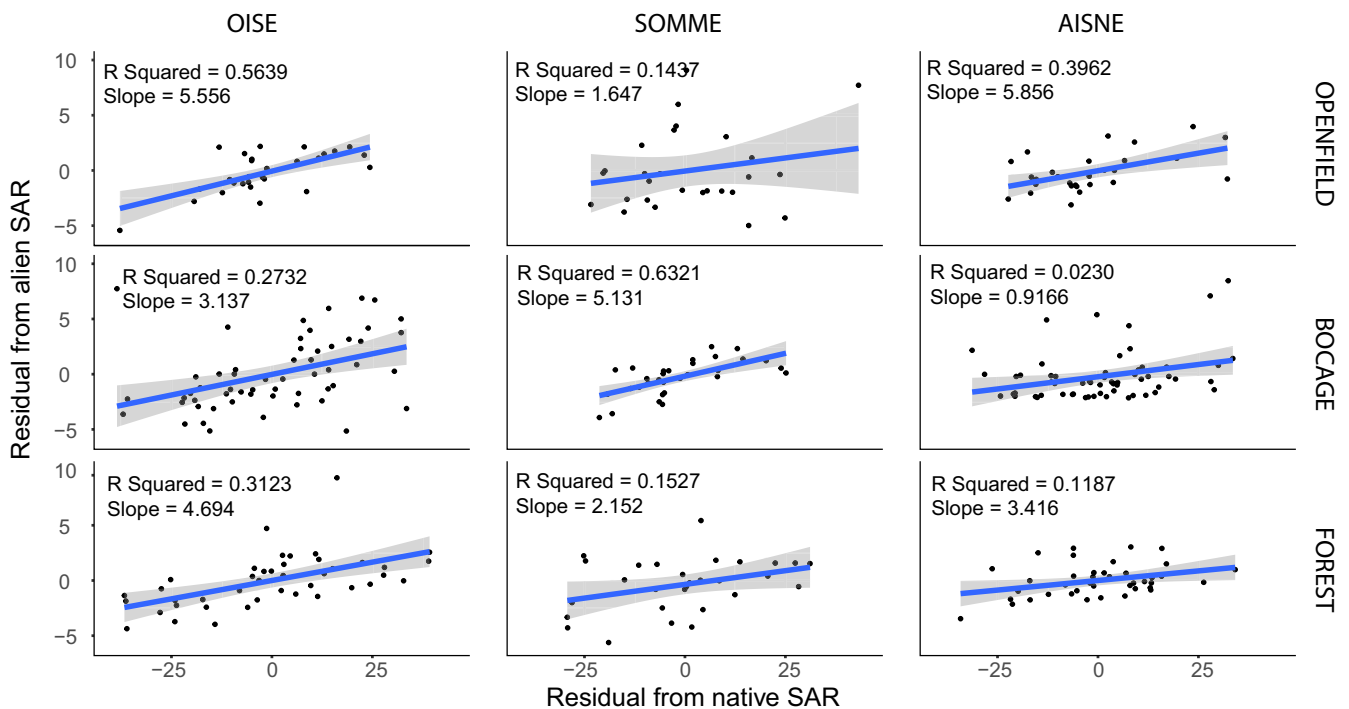 OISE SOMME AISNE
10 R Squared = 0.5639 R Squared = 0.1437 R Squared = 0.3962
Slope = 5.556 Slope = 1.647 Slope = 5.856
5
0
−5
OPENFIELD
10 R Squared = 0.2732 R Squared = 0.6321 R Squared = 0.0230
Slope = 3.137 Slope = 5.131 Slope = 0.9166
5
0
−5
BOCAGE
Residual from alien SAR
10 R Squared = 0.3123 R Squared = 0.1527 R Squared = 0.1187
Slope = 4.694 Slope = 2.152 Slope = 3.416
5
0
−5
FOREST
−25 0 25 −25 0 25 −25 0 25
Residual from native SAR